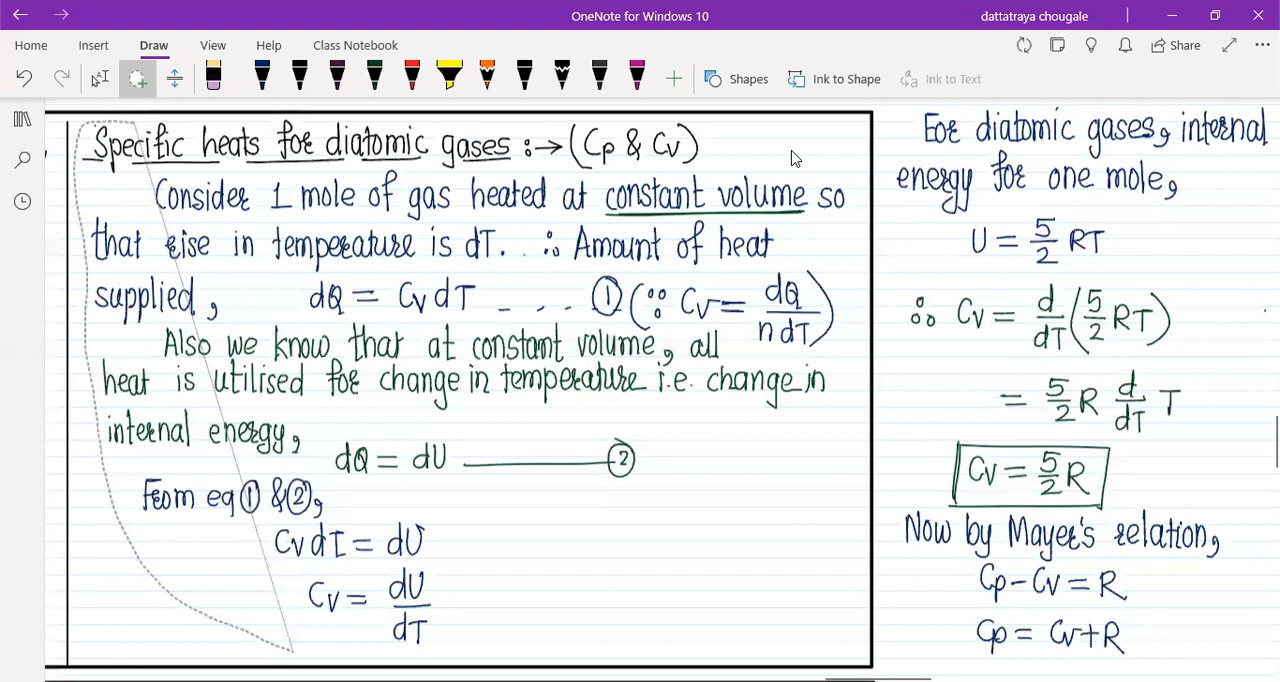 OneNote for Windows 10
dattatraya chougale
Home Insert Draw View Help Class Notebook
Share
Shapes
Ink to Shape
Ink to Text
Specific heats for diatomic gases :→ (Cp & Cv)
Consider 1 mole of gas heated at constant volume so
that rise in temperature is dT. ∴ Amount of heat
supplied, dQ = Cv dT - - - ① (∵ Cv = dQ/ndT)
Also we know that at constant volume, all
heat is utilised for change in temperature i.e. change in
internal energy,
dQ = dU ——— ②
From eq ① & ②,
Cv dT = dU
Cv = dU/dT
For diatomic gases, internal
energy for one mole,
U = 5/2 RT
∴ Cv = d/dT (5/2 RT)
= 5/2 R d/dT T
Cv = 5/2 R
Now by Mayer's relation,
Cp - Cv = R
Cp = Cv + R